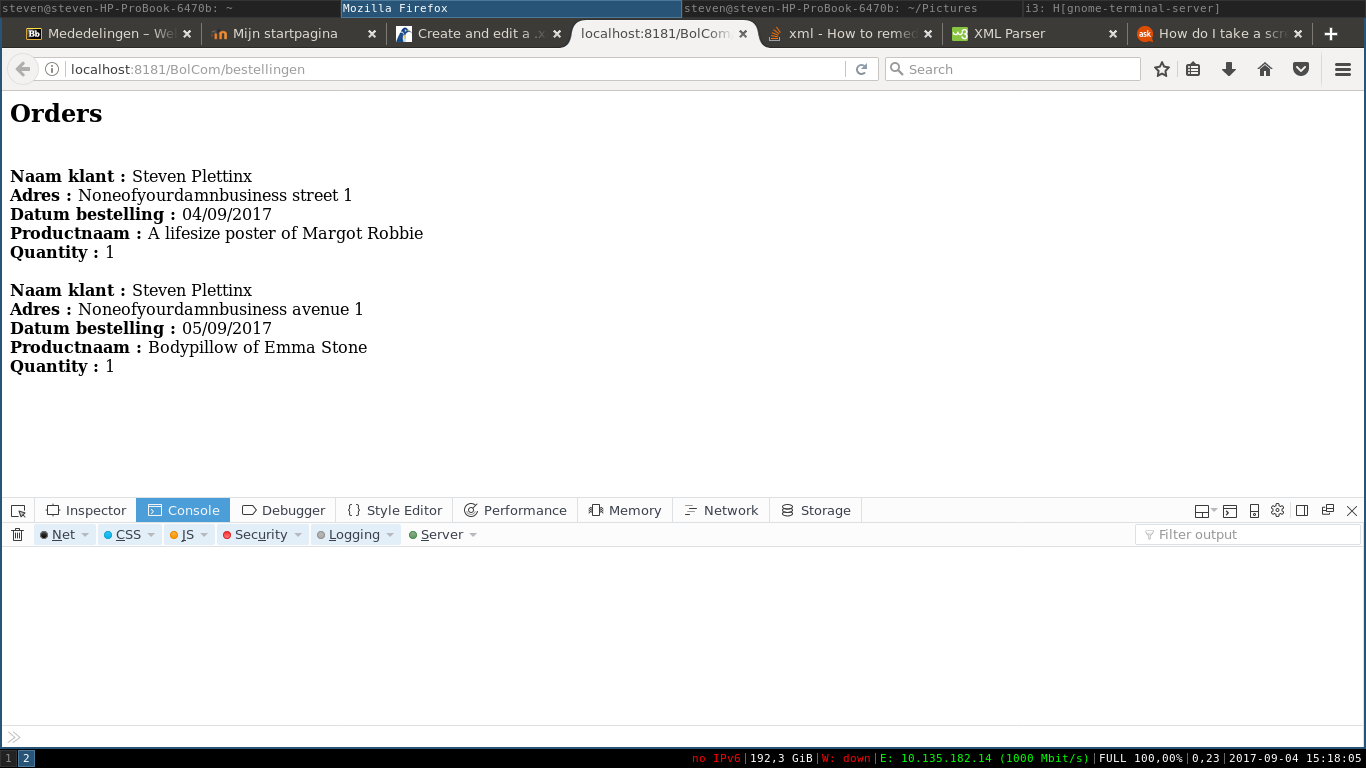 steven@steven-HP-ProBook-6470b: ~ Mozilla Firefox steven@steven-HP-ProBook-6470b: ~/Pictures i3: H[gnome-terminal-server]
Bb Mededelingen – We Mijn startpagina Create and edit a .x localhost:8181/BolCom xml - How to remed w3 XML Parser ask How do I take a scr
localhost:8181/BolCom/bestellingen Search
Orders
Naam klant : Steven Plettinx
Adres : Noneofyourdamnbusiness street 1
Datum bestelling : 04/09/2017
Productnaam : A lifesize poster of Margot Robbie
Quantity : 1
Naam klant : Steven Plettinx
Adres : Noneofyourdamnbusiness avenue 1
Datum bestelling : 05/09/2017
Productnaam : Bodypillow of Emma Stone
Quantity : 1
Inspector Console Debugger { } Style Editor Performance Memory Network Storage
Net CSS JS Security Logging Server Filter output
1 2 no IPv6|192,3 GiB|W: down|E: 10.135.182.14 (1000 Mbit/s)|FULL 100,00%|0,23|2017-09-04 15:18:05